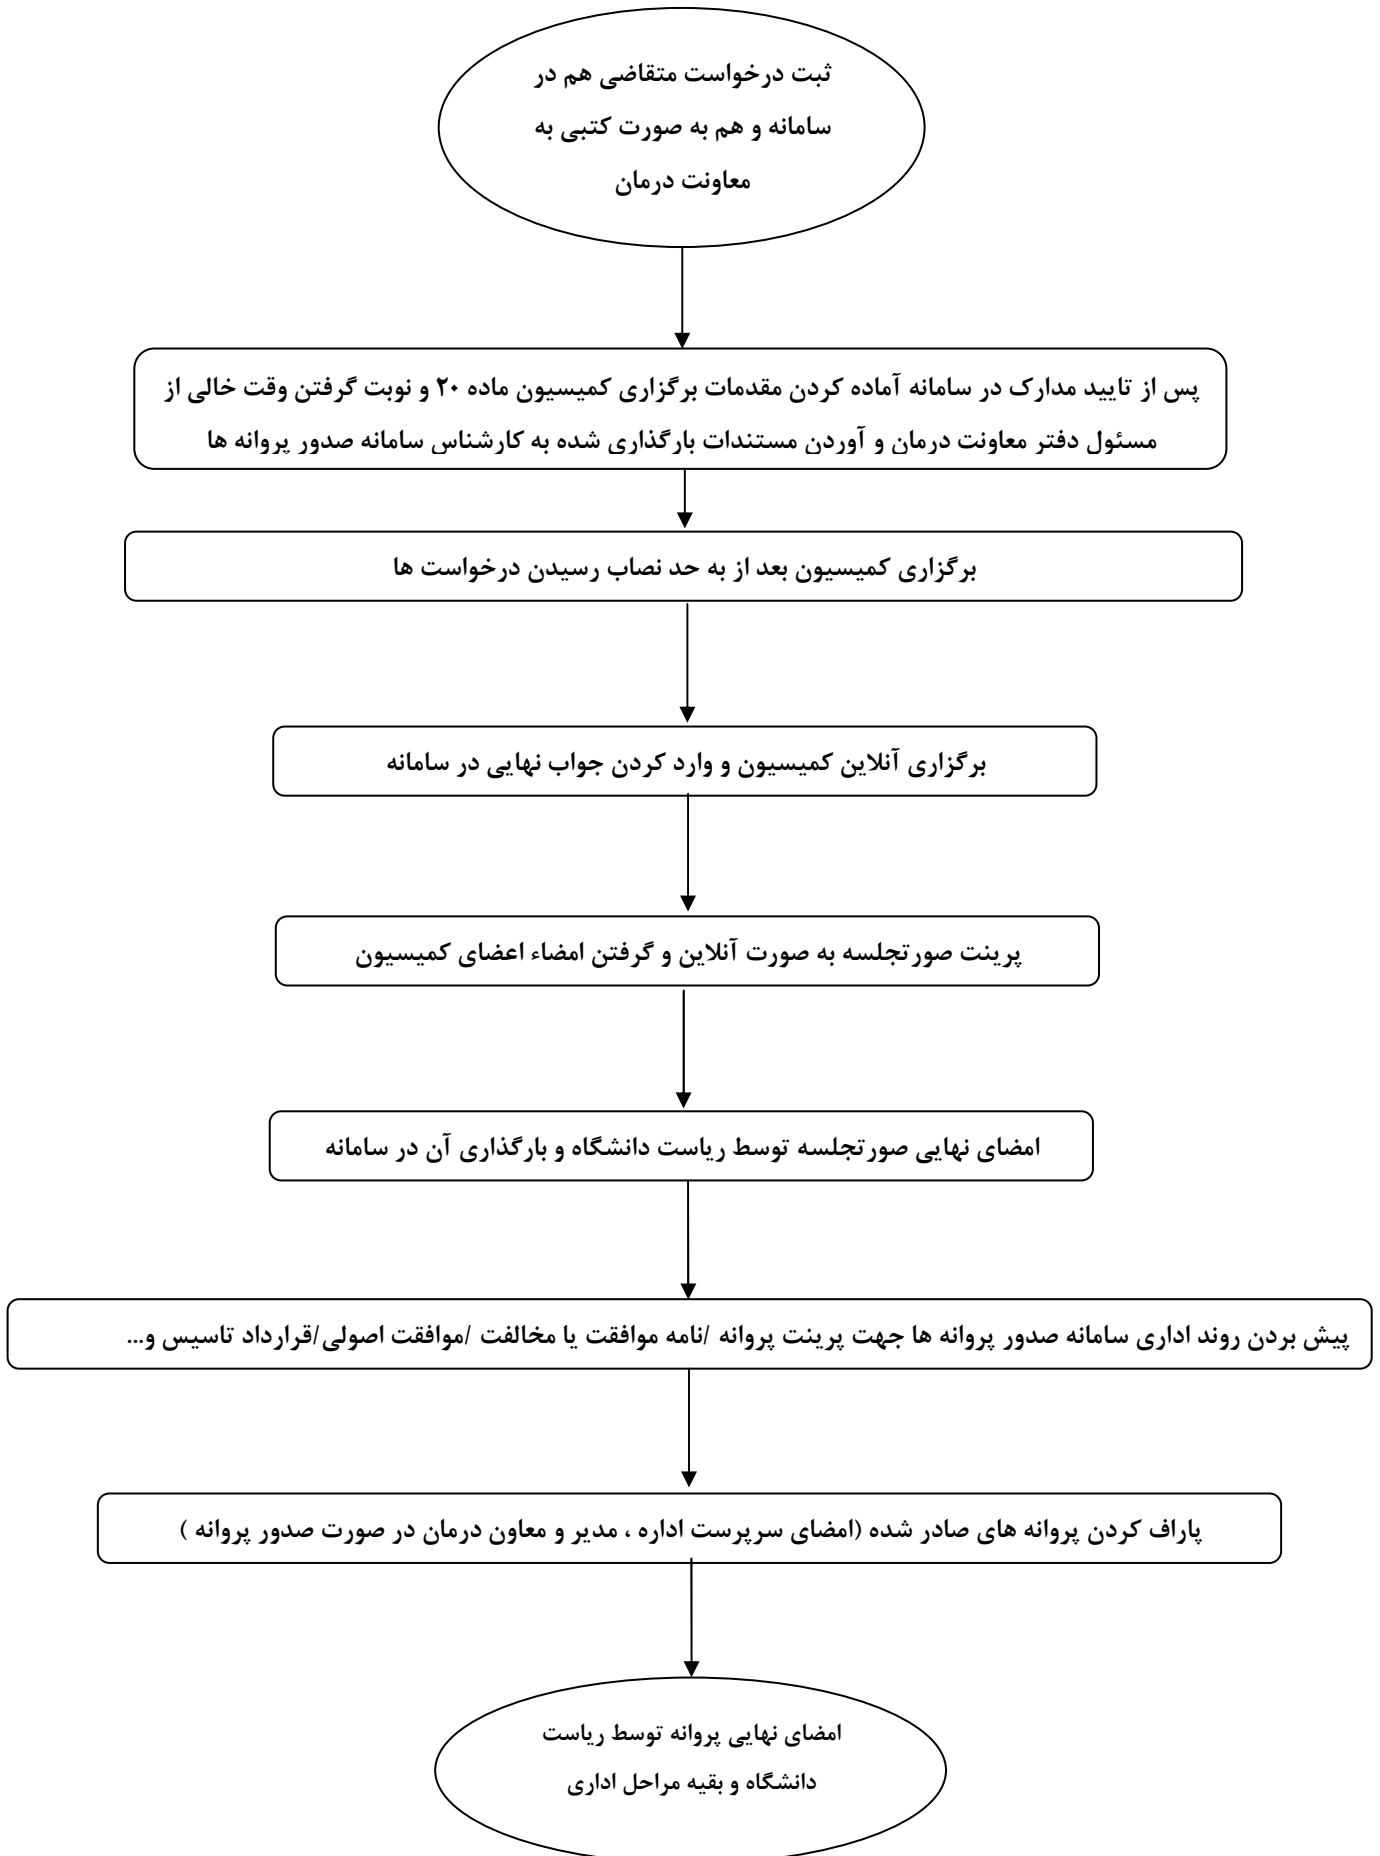 ثبت درخواست متقاضی هم در
سامانه و هم به صورت کتبی به
معاونت درمان
پس از تایید مدارک در سامانه آماده کردن مقدمات برگزاری کمیسیون ماده ۲۰ و نوبت گرفتن وقت خالی از
مسئول دفتر معاونت درمان و آوردن مستندات بارگذاری شده به کارشناس سامانه صدور پروانه ها
برگزاری کمیسیون بعد از به حد نصاب رسیدن درخواست ها
برگزاری آنلاین کمیسیون و وارد کردن جواب نهایی در سامانه
پرینت صورتجلسه به صورت آنلاین و گرفتن امضاء اعضای کمیسیون
امضای نهایی صورتجلسه توسط ریاست دانشگاه و بارگذاری آن در سامانه
پیش بردن روند اداری سامانه صدور پروانه ها جهت پرینت پروانه /نامه موافقت یا مخالفت /موافقت اصولی/قرارداد تاسیس و...
پاراف کردن پروانه های صادر شده (امضای سرپرست اداره ، مدیر و معاون درمان در صورت صدور پروانه )
امضای نهایی پروانه توسط ریاست
دانشگاه و بقیه مراحل اداری